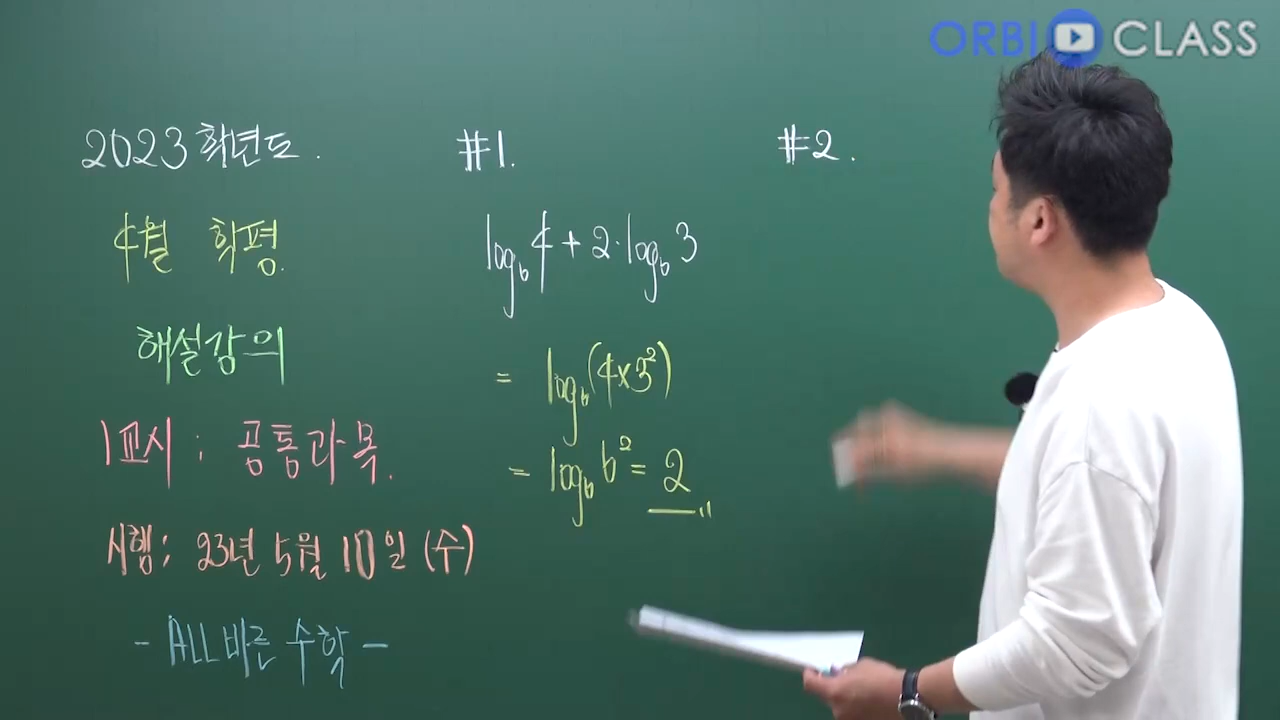 ORBI CLASS
2023 학년도.
4월 학평.
해설강의
1교시 : 공통과목.
시행: 23년 5월 10일 (수)
- ALL바른 수학 -
#1.
log₆4 + 2·log₆3
= log₆(4×3²)
= log₆6² = 2
#2.